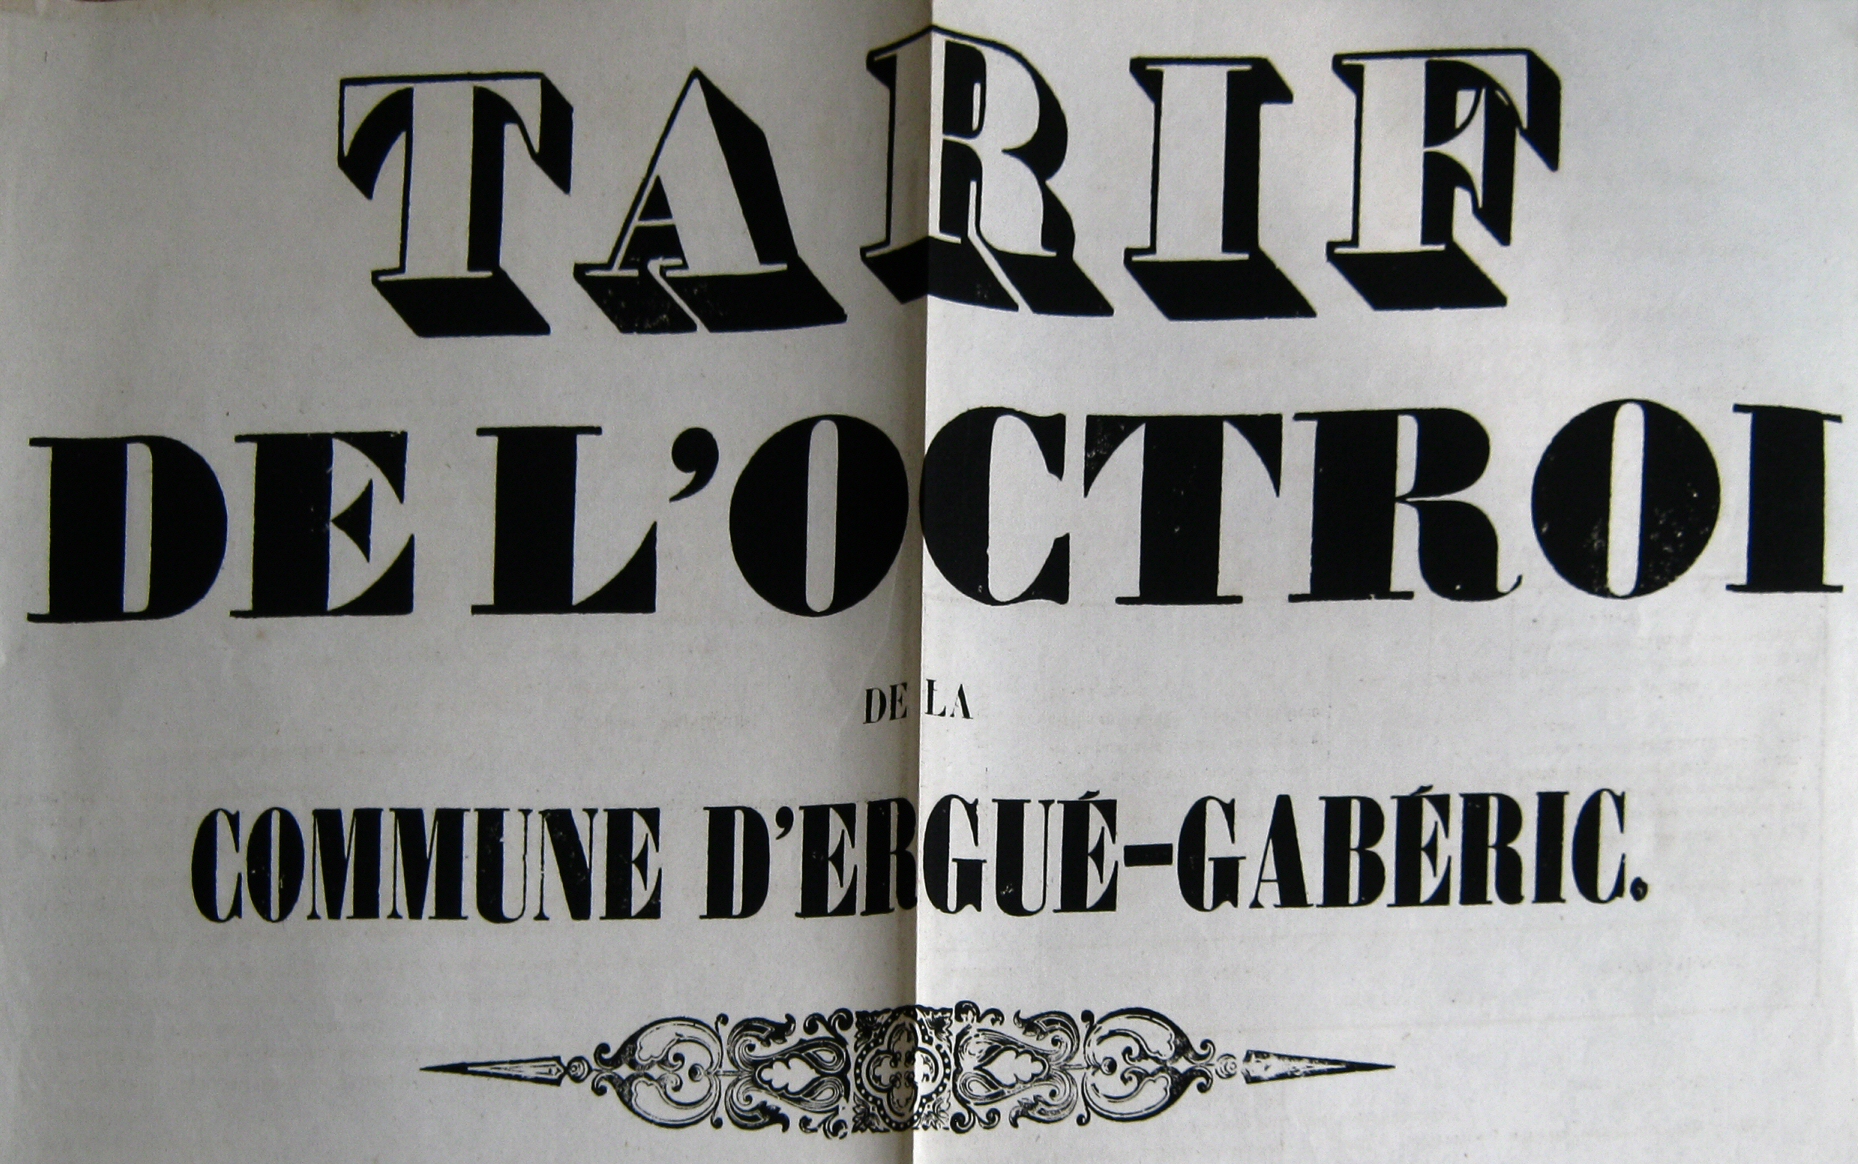 TARIF
DE L'OCTROI
DE LA
COMMUNE D'ERGUÉ-GABÉRIC.